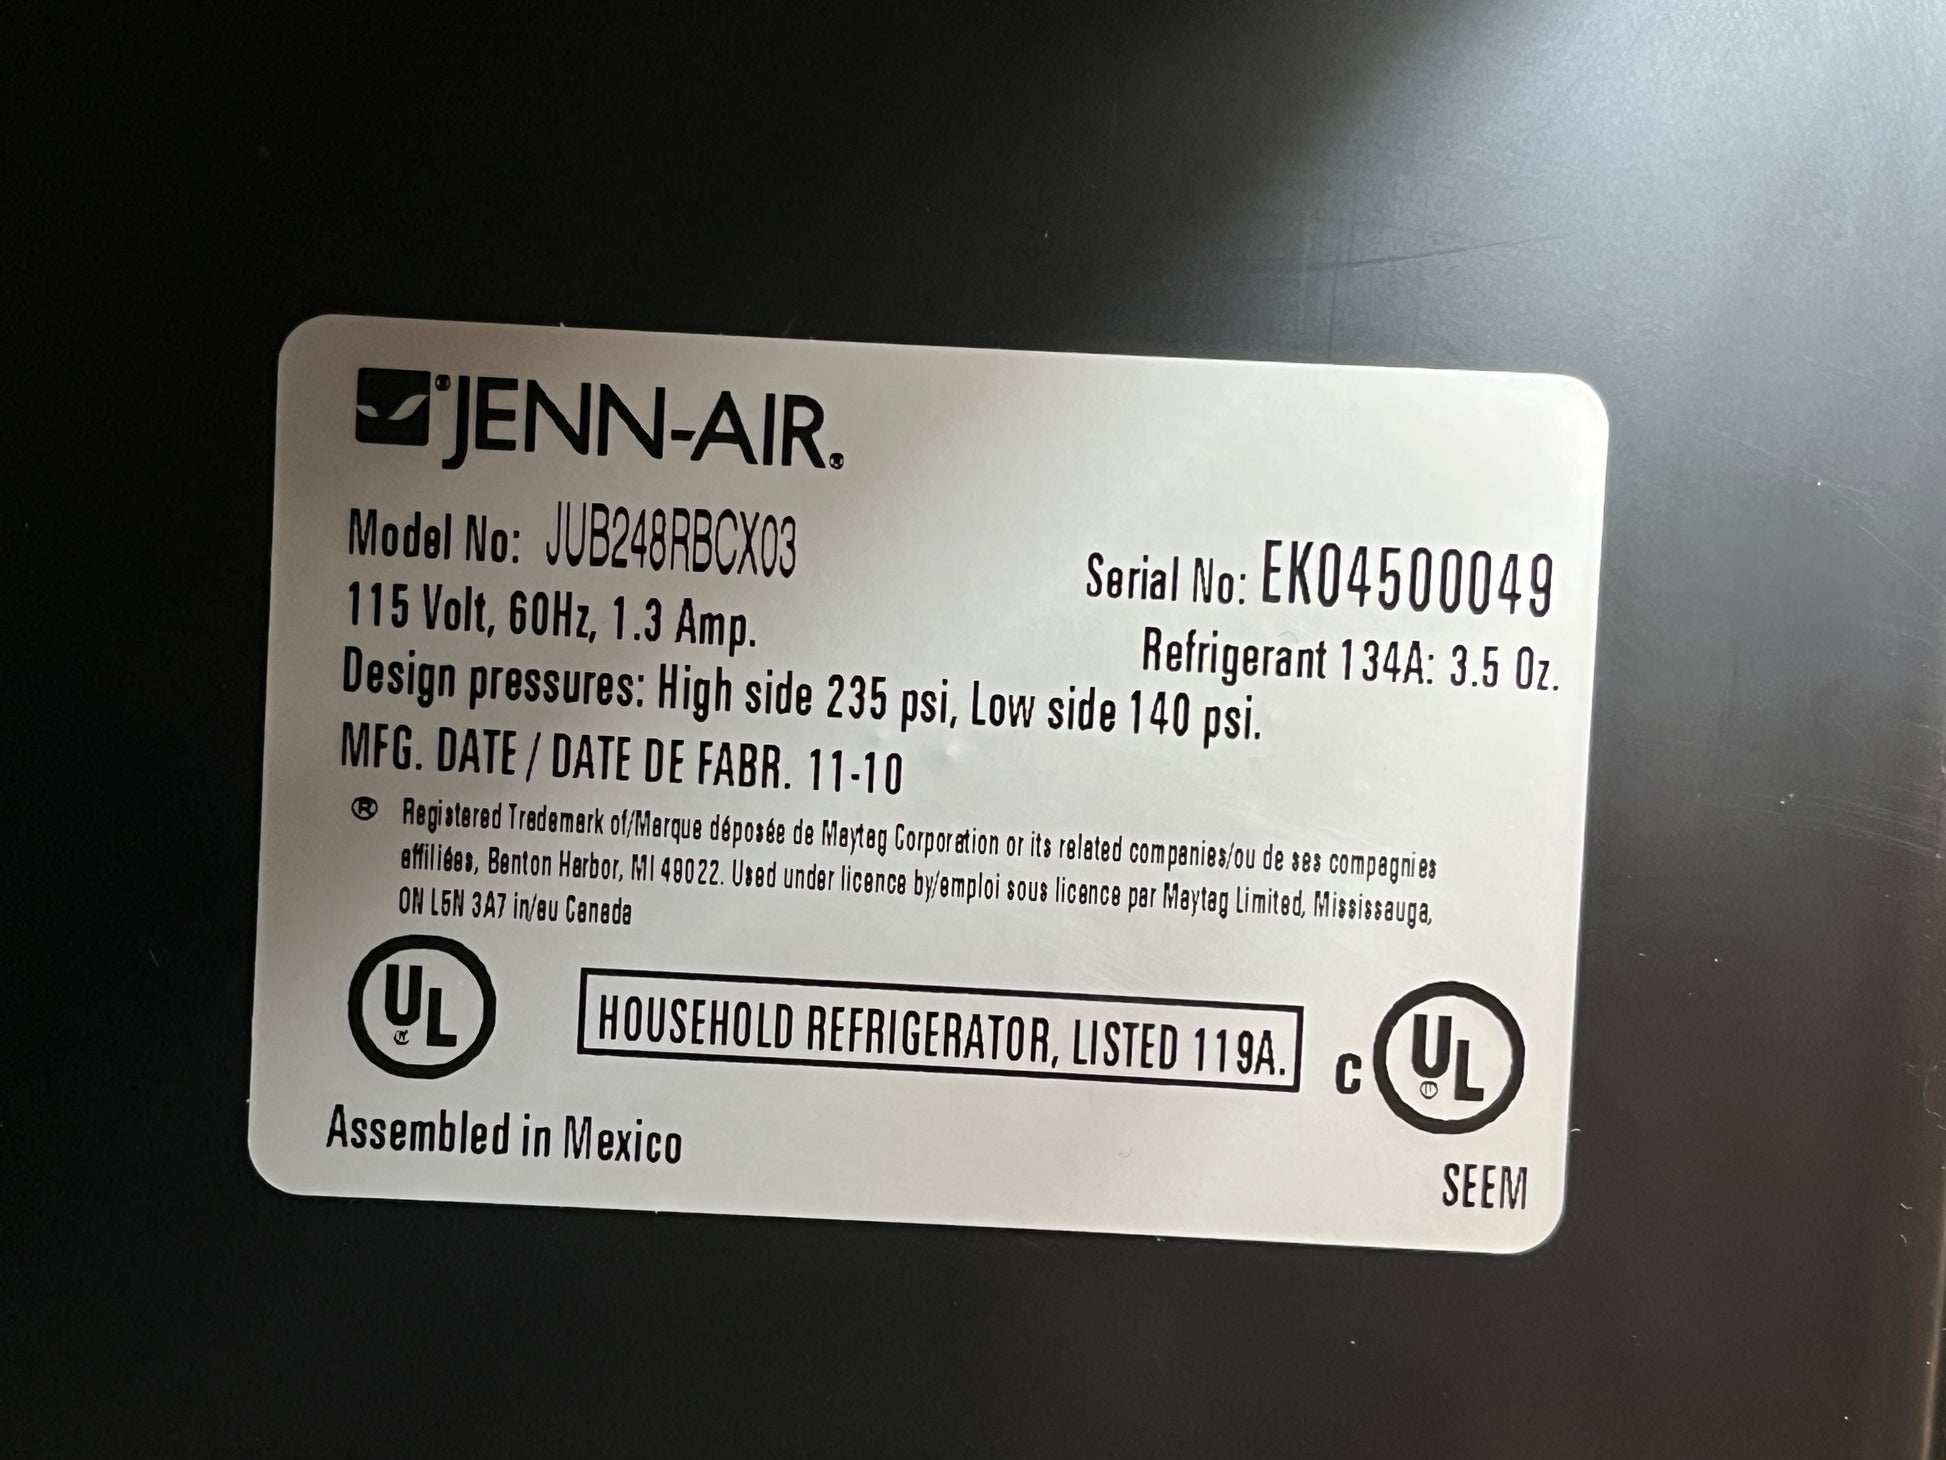 JENN-AIR®
Model No: JUB248RBCX03
Serial No: EK04500049
115 Volt, 60Hz, 1.3 Amp.
Refrigerant 134A: 3.5 Oz.
Design pressures: High side 235 psi, Low side 140 psi.
MFG. DATE / DATE DE FABR. 11-10
® Registered Trademark of/Marque déposée de Maytag Corporation or its related companies/ou de ses compagnies
affiliées, Benton Harbor, MI 49022. Used under licence by/emploi sous licence par Maytag Limited, Mississauga,
ON L5N 3A7 in/au Canada
UL
HOUSEHOLD REFRIGERATOR, LISTED 119A.
C UL
Assembled in Mexico
SEEM